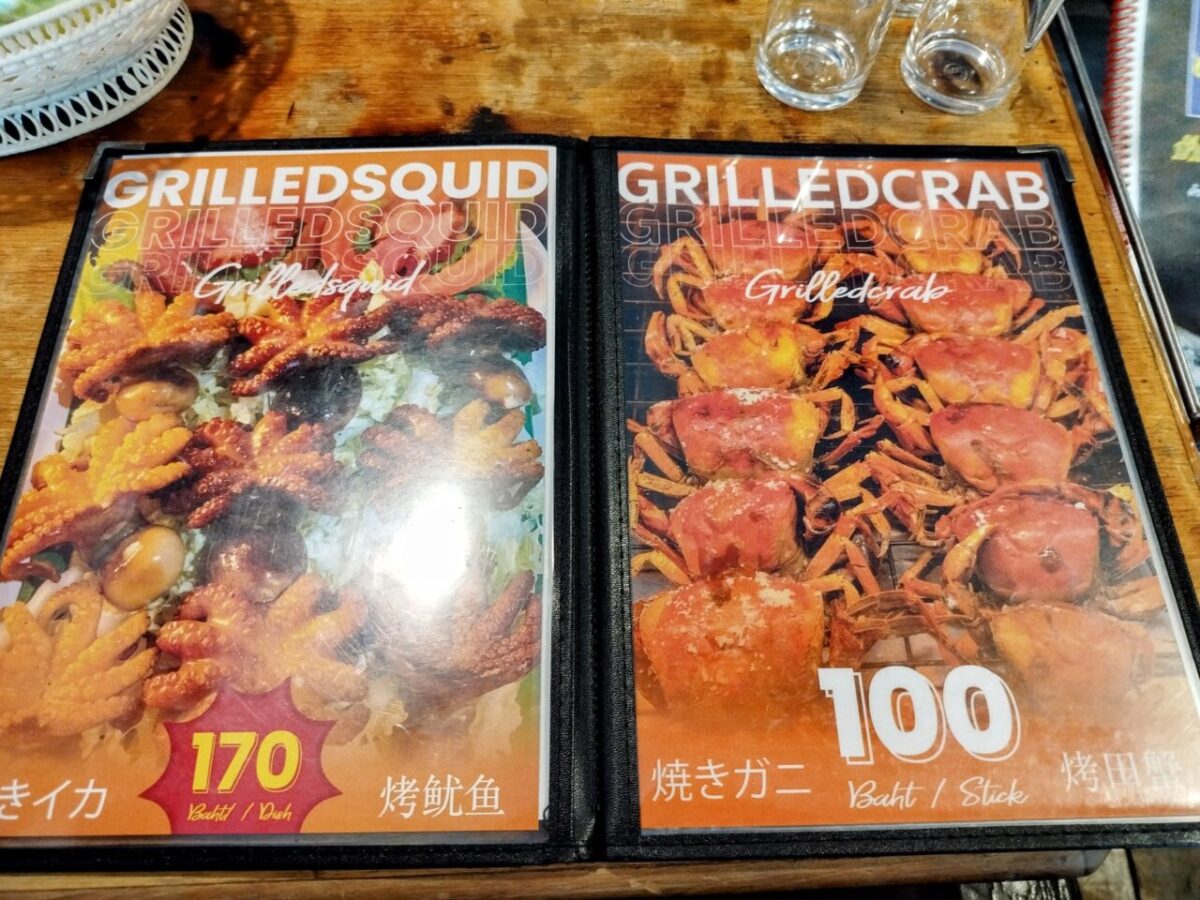 GRILLEDSQUID
GRILLEDSQUID
GRILLEDSQUID
Grilledsquid
170
Baht/ / Dish
きイカ
烤鱿鱼
GRILLEDCRAB
GRILLEDCRAB
GRILLEDCRAB
Grilledcrab
100
Baht / Stick
焼きガニ
烤田蟹